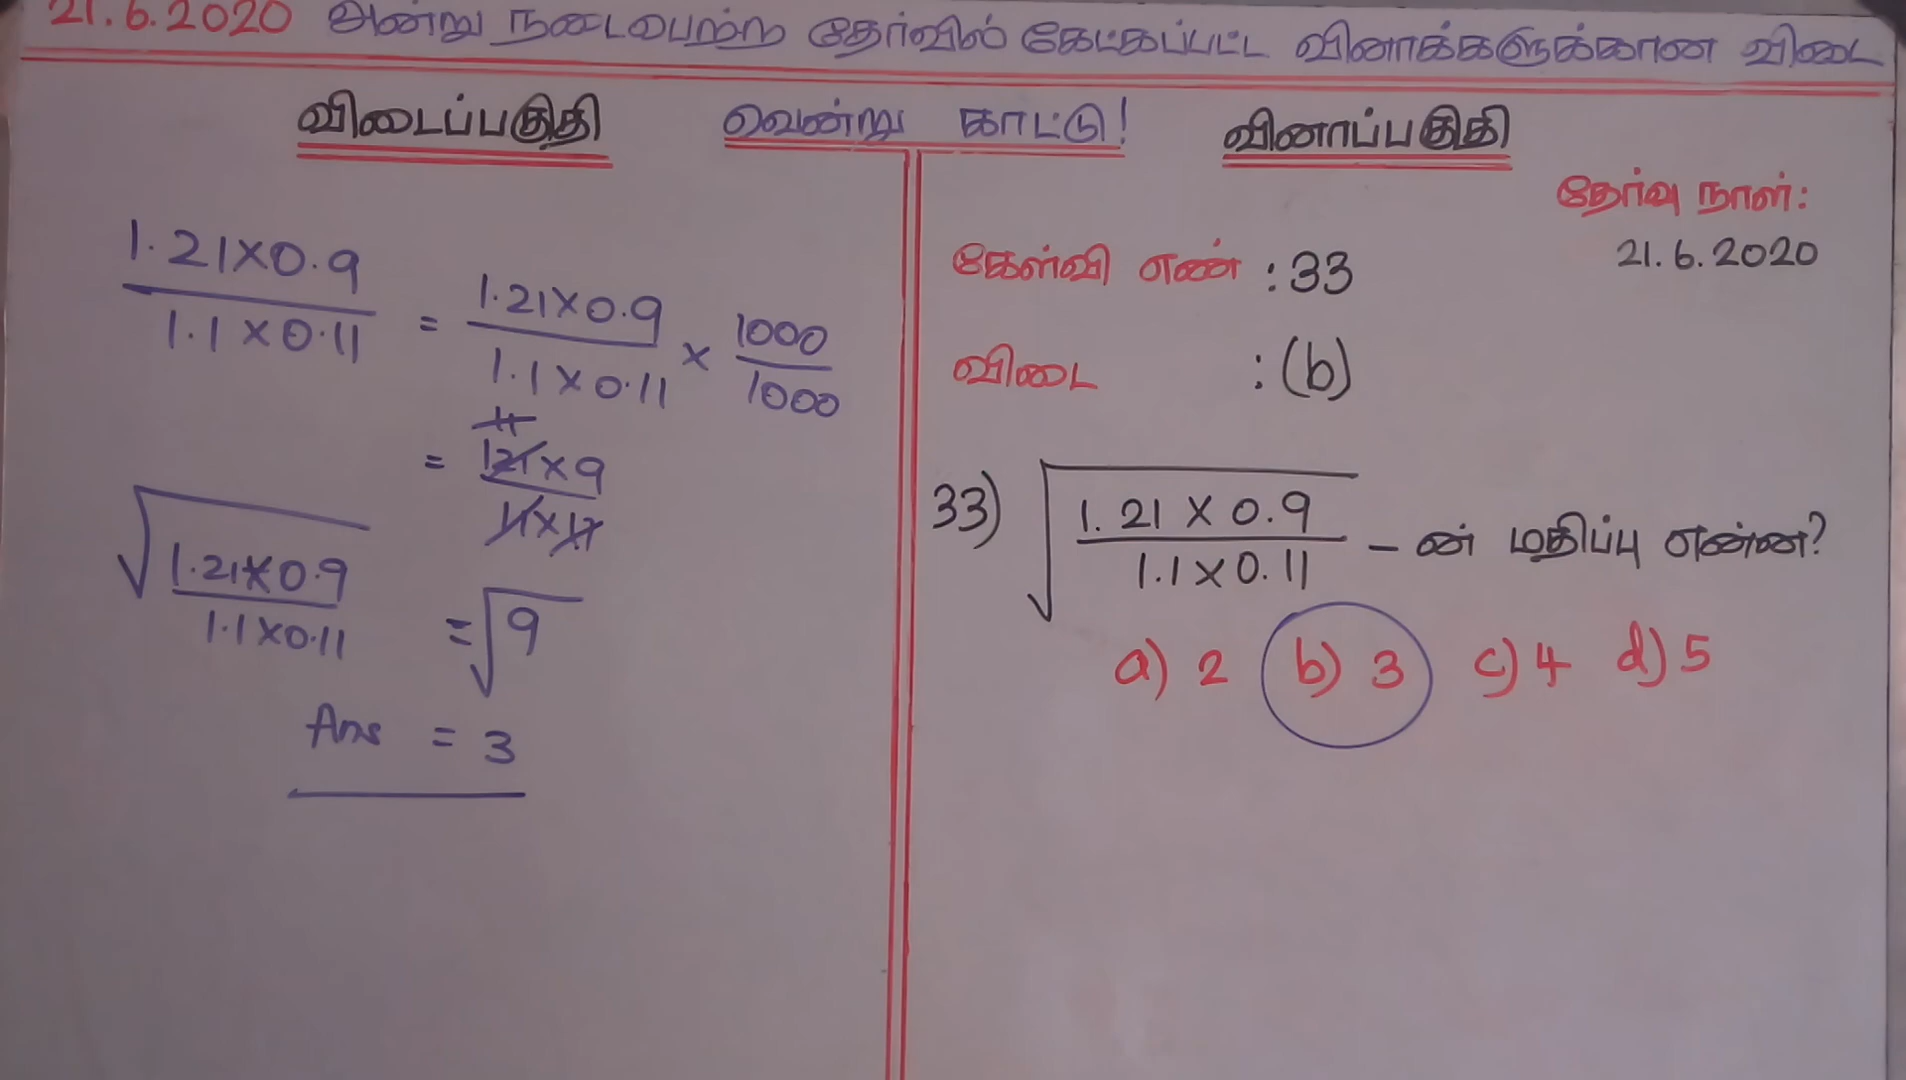 21.6.2020 அன்று நடைபெற்ற தேர்வில் கேட்கப்பட்ட வினாக்களுக்கான விடை
விடைப்பகுதி வென்று காட்டு! வினாப்பகுதி
தேர்வு நாள்:
21.6.2020
கேள்வி எண் : 33
விடை : (b)
33) √(1.21 × 0.9 / 1.1 × 0.11) – ன் மதிப்பு என்ன?
a) 2 b) 3 c) 4 d) 5
1.21 × 0.9 / 1.1 × 0.11 = 1.21 × 0.9 / 1.1 × 0.11 × 1000 / 1000
11
= 121 × 9 / 11 × 11
√(1.21 × 0.9 / 1.1 × 0.11) = √9
Ans = 3